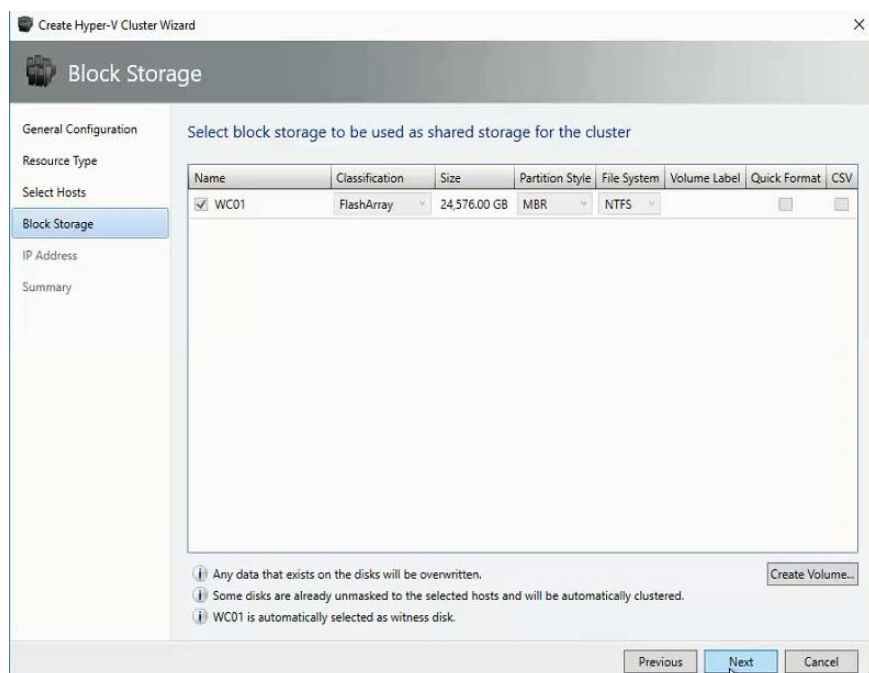 Create Hyper-V Cluster Wizard
Block Storage
General Configuration
Resource Type
Select Hosts
Block Storage
IP Address
Summary
Select block storage to be used as shared storage for the cluster
Name Classification Size Partition Style File System Volume Label Quick Format CSV
WC01 FlashArray 24,576.00 GB MBR NTFS
Any data that exists on the disks will be overwritten.
Some disks are already unmasked to the selected hosts and will be automatically clustered.
WC01 is automatically selected as witness disk.
Create Volume...
Previous Next Cancel